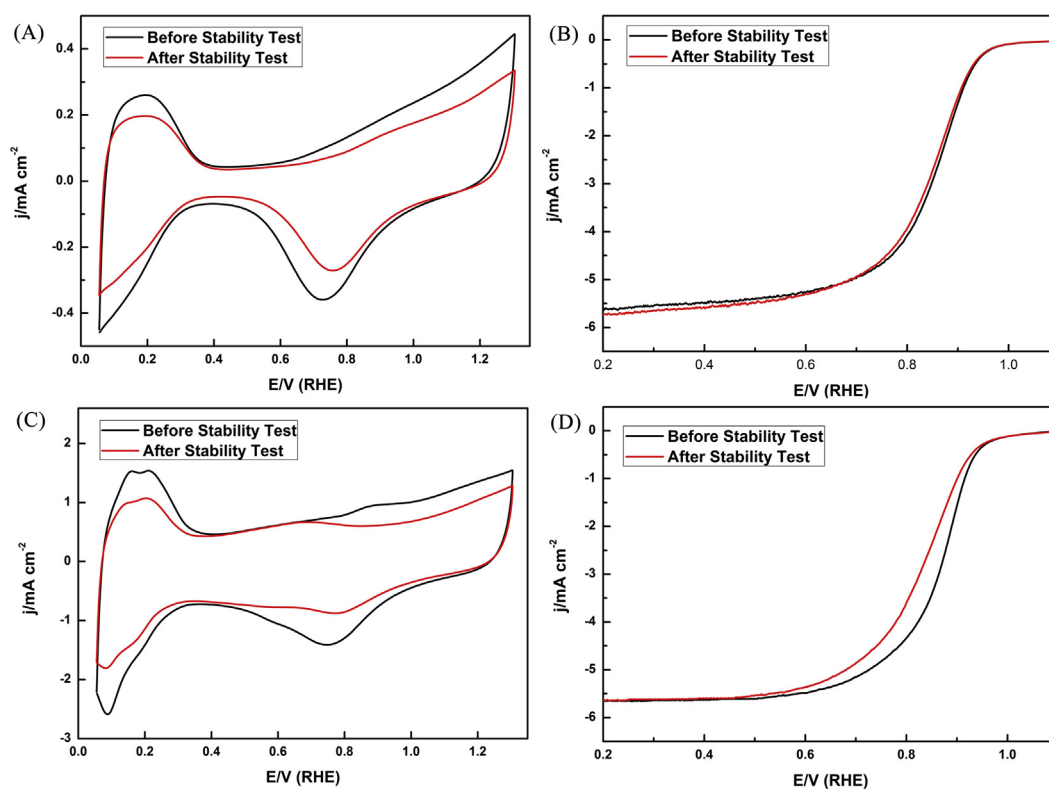 (A)
Before Stability Test
After Stability Test
0.4
0.2
0.0
-0.2
-0.4
j/mA cm-2
0.0 0.2 0.4 0.6 0.8 1.0 1.2
E/V (RHE)
(B)
Before Stability Test
After Stability Test
0
-1
-2
-3
-4
-5
-6
j/mA cm-2
0.2 0.4 0.6 0.8 1.0
E/V (RHE)
(C)
Before Stability Test
After Stability Test
2
1
0
-1
-2
-3
j/mA cm-2
0.0 0.2 0.4 0.6 0.8 1.0 1.2
E/V (RHE)
(D)
Before Stability Test
After Stability Test
0
-1
-2
-3
-4
-5
-6
j/mA cm-2
0.2 0.4 0.6 0.8 1.0
E/V (RHE)